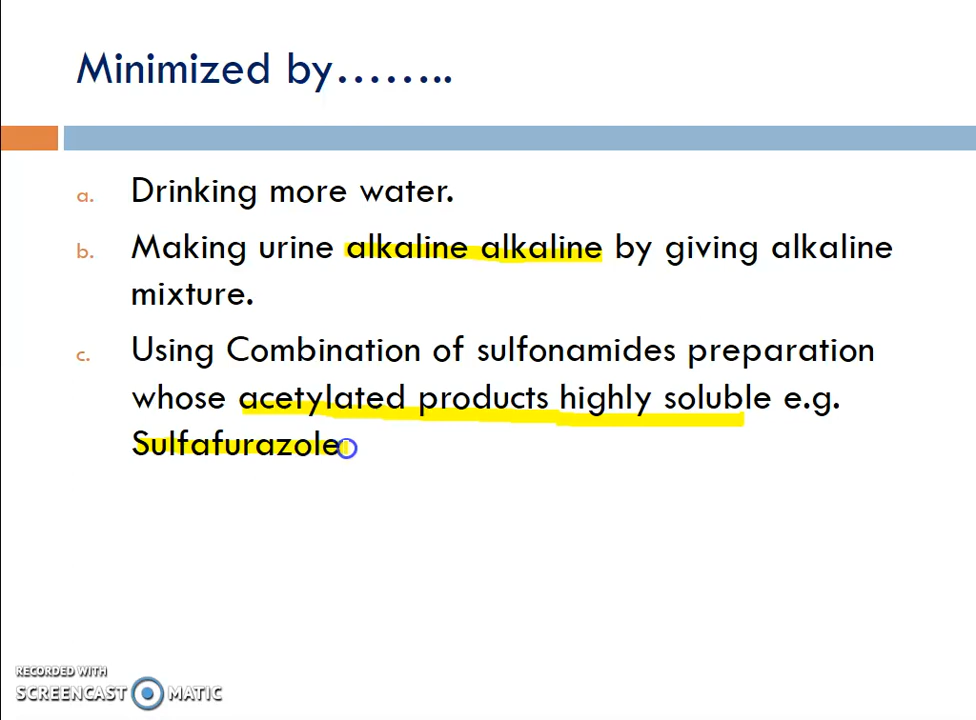 Minimized by……..
a. Drinking more water.
b. Making urine alkaline alkaline by giving alkaline
mixture.
c. Using Combination of sulfonamides preparation
whose acetylated products highly soluble e.g.
Sulfafurazole
RECORDED WITH
SCREENCAST MATIC